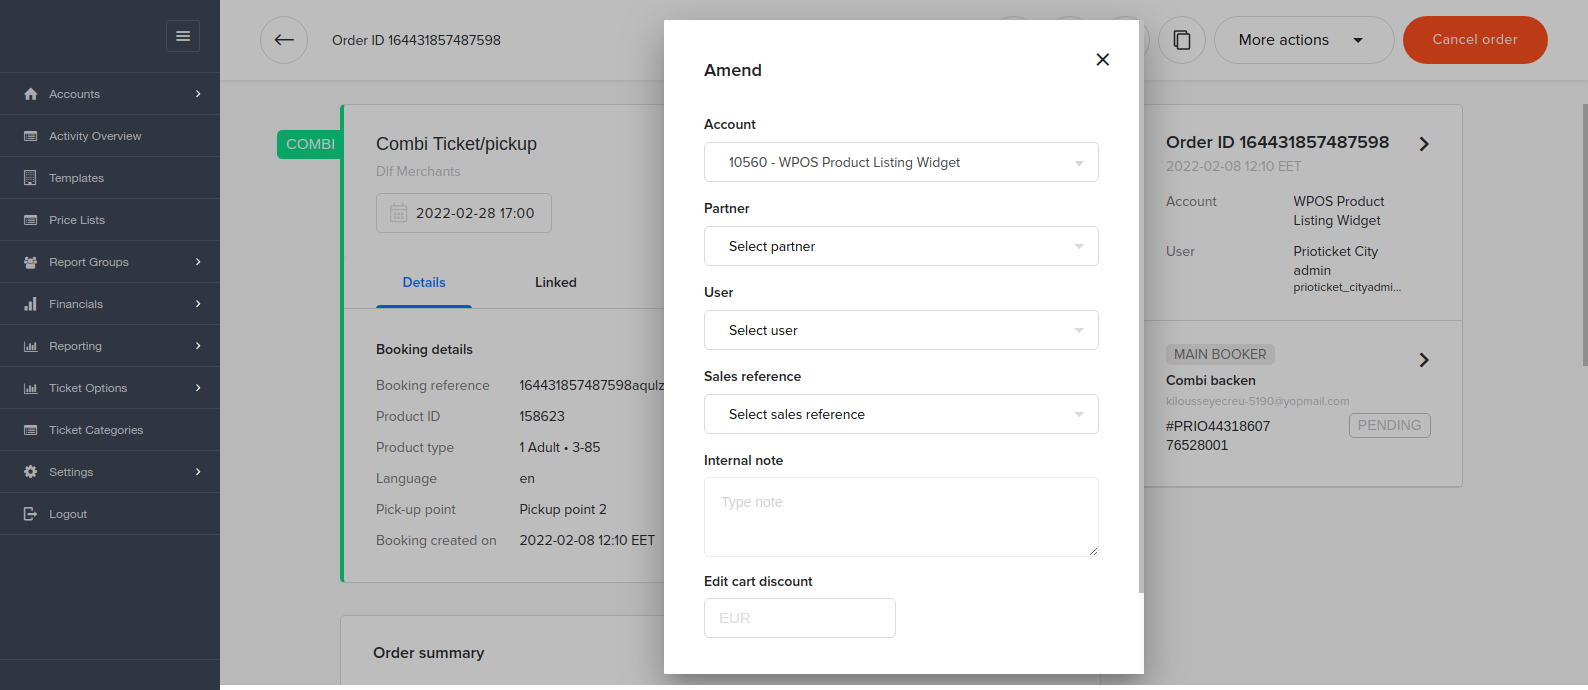 Order ID 164431857487598
More actions
Cancel order
Accounts
Activity Overview
Templates
Price Lists
Report Groups
Financials
Reporting
Ticket Options
Ticket Categories
Settings
Logout
COMBI
Combi Ticket/pickup
Dlf Merchants
2022-02-28 17:00
Details
Linked
Booking details
Booking reference 164431857487598aqulz
Product ID 158623
Product type 1 Adult • 3-85
Language en
Pick-up point Pickup point 2
Booking created on 2022-02-08 12:10 EET
Order summary
Amend
Account
10560 - WPOS Product Listing Widget
Partner
Select partner
User
Select user
Sales reference
Select sales reference
Internal note
Type note
Edit cart discount
EUR
Order ID 164431857487598
2022-02-08 12:10 EET
Account WPOS Product
Listing Widget
User Prioticket City
admin
prioticket_cityadmi...
MAIN BOOKER
Combi backen
kilousseyecreu-5190@yopmail.com
#PRIO44318607
76528001
PENDING